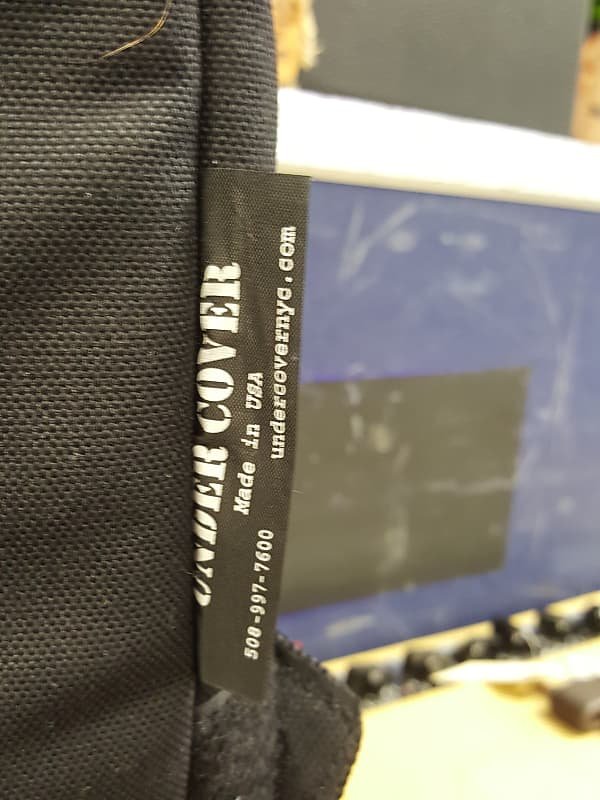 UNDER COVER
Made in USA
508-997-7600
undercovernyc.com